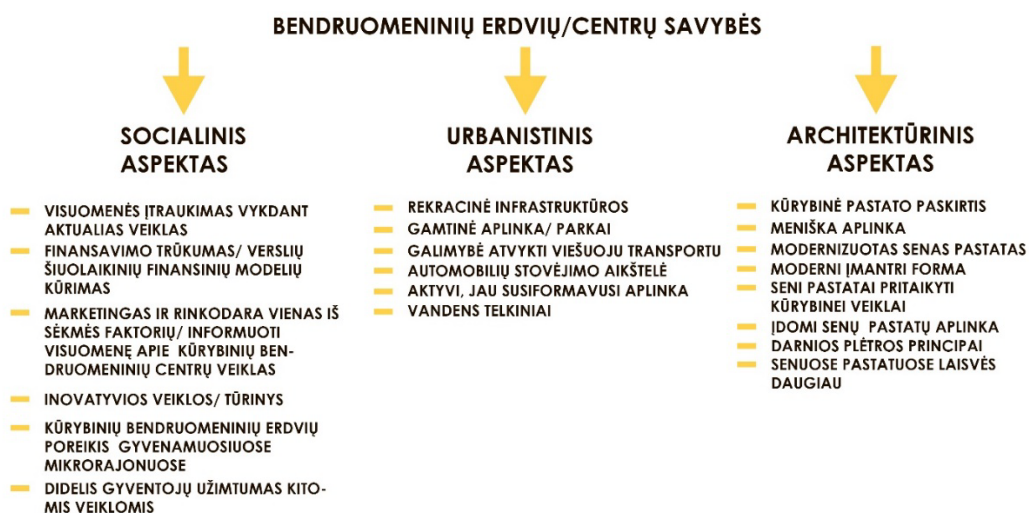 BENDRUOMENINIŲ ERDVIŲ/CENTRŲ SAVYBĖS
SOCIALINIS
ASPEKTAS
VISUOMENĖS ĮTRAUKIMAS VYKDANT
AKTUALIAS VEIKLAS
FINANSAVIMO TRŪKUMAS/ VERSLIŲ
ŠIUOLAIKINIŲ FINANSINIŲ MODELIŲ
KŪRIMAS
MARKETINGAS IR RINKODARA VIENAS IŠ
SĖKMĖS FAKTORIŲ/ INFORMUOTI
VISUOMENĘ APIE KŪRYBINIŲ BEN-
DRUOMENINIŲ CENTRŲ VEIKLAS
INOVATYVIOS VEIKLOS/ TŪRINYS
KŪRYBINIŲ BENDRUOMENINIŲ ERDVIŲ
POREIKIS GYVENAMUOSIUOSE
MIKRORAJONUOSE
DIDELIS GYVENTOJŲ UŽIMTUMAS KITO-
MIS VEIKLOMIS
URBANISTINIS
ASPEKTAS
REKRACINĖ INFRASTRUKTŪROS
GAMTINĖ APLINKA/ PARKAI
GALIMYBĖ ATVYKTI VIEŠUOJU TRANSPORTU
AUTOMOBILIŲ STOVĖJIMO AIKŠTELĖ
AKTYVI, JAU SUSIFORMAVUSI APLINKA
VANDENS TELKINIAI
ARCHITEKTŪRINIS
ASPEKTAS
KŪRYBINĖ PASTATO PASKIRTIS
MENIŠKA APLINKA
MODERNIZUOTAS SENAS PASTATAS
MODERNI ĮMANTRI FORMA
SENI PASTATAI PRITAIKYTI
KŪRYBINEI VEIKLAI
ĮDOMI SENŲ PASTATŲ APLINKA
DARNIOS PLĖTROS PRINCIPAI
SENUOSE PASTATUOSE LAISVĖS
DAUGIAU